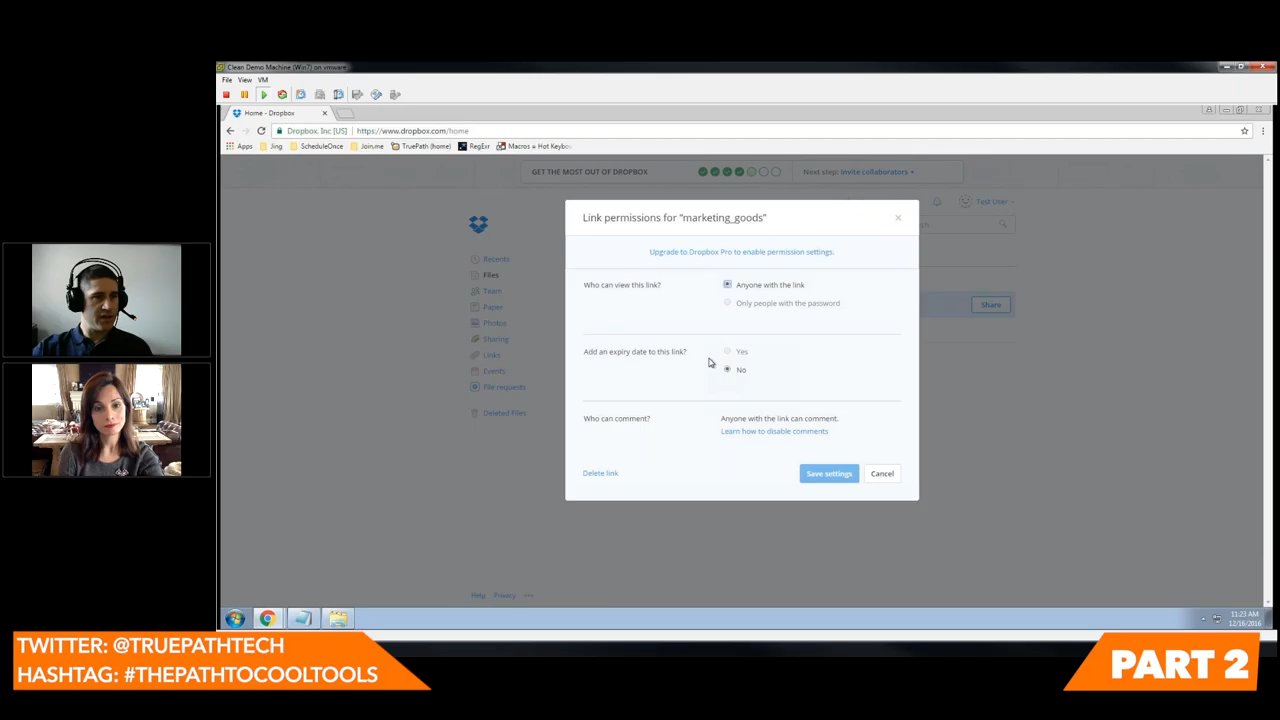 Clean Demo Machine (Win7) on vmware
File View VM
Home - Dropbox
Dropbox, Inc [US] https://www.dropbox.com/home
Apps Jing ScheduleOnce Join.me TruePath (home) RegExr Macros = Hot Keybo
GET THE MOST OUT OF DROPBOX Next step: Invite collaborators
Test User
Link permissions for "marketing_goods"
Upgrade to Dropbox Pro to enable permission settings.
Recents
Files
Team
Paper
Photos
Sharing
Links
Events
File requests
Deleted Files
Who can view this link? Anyone with the link
Only people with the password
Share
Add an expiry date to this link? Yes
No
Who can comment? Anyone with the link can comment.
Learn how to disable comments
Delete link Save settings Cancel
Help Privacy
11:23 AM
12/16/2016
TWITTER: @TRUEPATHTECH
HASHTAG: #THEPATHTOCOOLTOOLS
PART 2